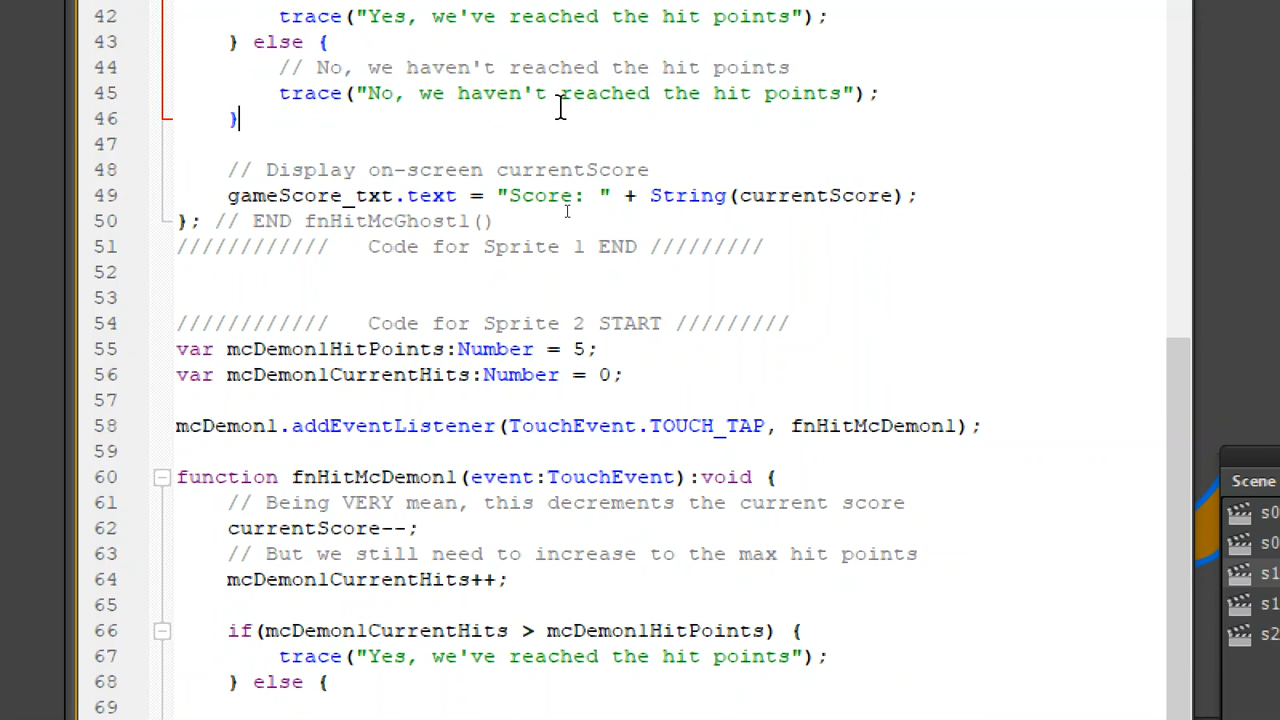 42 trace("Yes, we've reached the hit points");
43 } else {
44 // No, we haven't reached the hit points
45 trace("No, we haven't reached the hit points");
46 }
47
48 // Display on-screen currentScore
49 gameScore_txt.text = "Score: " + String(currentScore);
50 }; // END fnHitMcGhost1()
51 //////////// Code for Sprite 1 END /////////
52
53
54 //////////// Code for Sprite 2 START /////////
55 var mcDemon1HitPoints:Number = 5;
56 var mcDemon1CurrentHits:Number = 0;
57
58 mcDemon1.addEventListener(TouchEvent.TOUCH_TAP, fnHitMcDemon1);
59
60 function fnHitMcDemon1(event:TouchEvent):void {
61 // Being VERY mean, this decrements the current score
62 currentScore--;
63 // But we still need to increase to the max hit points
64 mcDemon1CurrentHits++;
65
66 if(mcDemon1CurrentHits > mcDemon1HitPoints) {
67 trace("Yes, we've reached the hit points");
68 } else {
69
Scene
s0
s0
s1
s1
s2